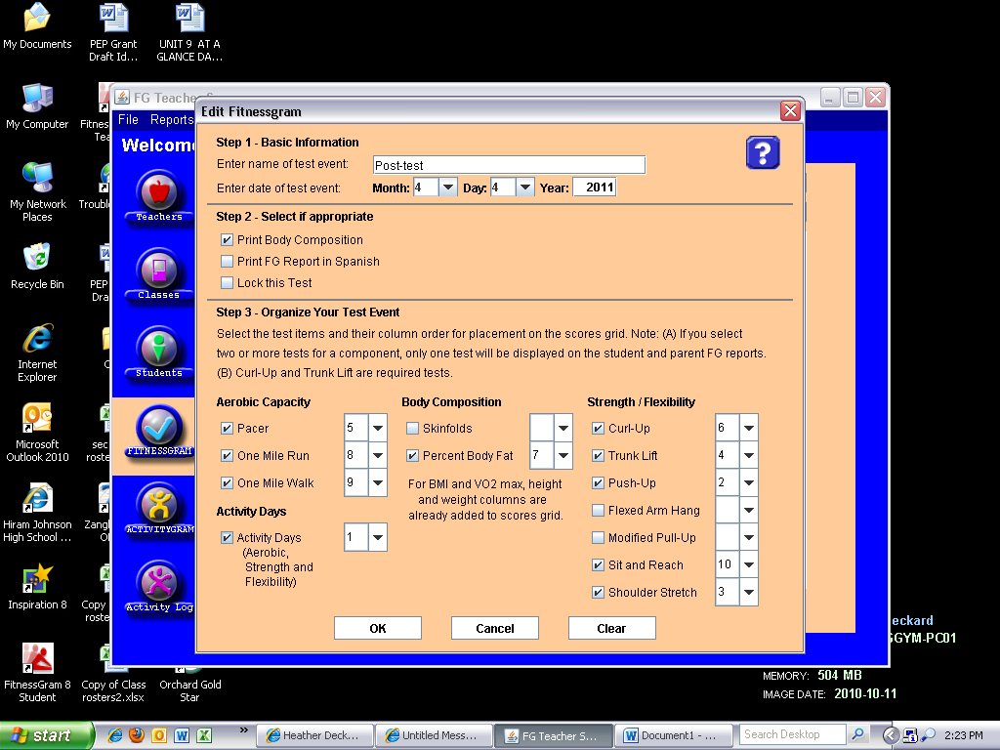 My Documents
PEP Grant
Draft Id...
UNIT 9 AT A
GLANCE DA...
My Computer
Fitnes
Tea
My Network
Places
Troubl
Recycle Bin
PEP
Dra
Internet
Explorer
C
Microsoft
Outlook 2010
sec
roste
Hiram Johnson
High School ...
Zangl
Ol
Inspiration 8
Copy
roste
FitnessGram 8
Student
Copy of Class
rosters2.xlsx
Orchard Gold
Star
FG Teache
File Reports
Welcom
Teachers
Classes
Students
FITNESSGRAM
ACTIVITYGRAM
Activity Log
Edit Fitnessgram
Step 1 - Basic Information
?
Enter name of test event: Post-test
Enter date of test event: Month: 4 Day: 4 Year: 2011
Step 2 - Select if appropriate
Print Body Composition
Print FG Report in Spanish
Lock this Test
Step 3 - Organize Your Test Event
Select the test items and their column order for placement on the scores grid. Note: (A) If you select
two or more tests for a component, only one test will be displayed on the student and parent FG reports.
(B) Curl-Up and Trunk Lift are required tests.
Aerobic Capacity
Pacer 5
One Mile Run 8
One Mile Walk 9
Activity Days
Activity Days 1
(Aerobic,
Strength and
Flexibility)
Body Composition
Skinfolds
Percent Body Fat 7
For BMI and VO2 max, height
and weight columns are
already added to scores grid.
Strength / Flexibility
Curl-Up 6
Trunk Lift 4
Push-Up 2
Flexed Arm Hang
Modified Pull-Up
Sit and Reach 10
Shoulder Stretch 3
OK Cancel Clear
eckard
GYM-PC01
MEMORY: 504 MB
IMAGE DATE: 2010-10-11
start
Heather Deck...
Untitled Mess...
FG Teacher S...
Document1 - ...
Search Desktop
2:23 PM